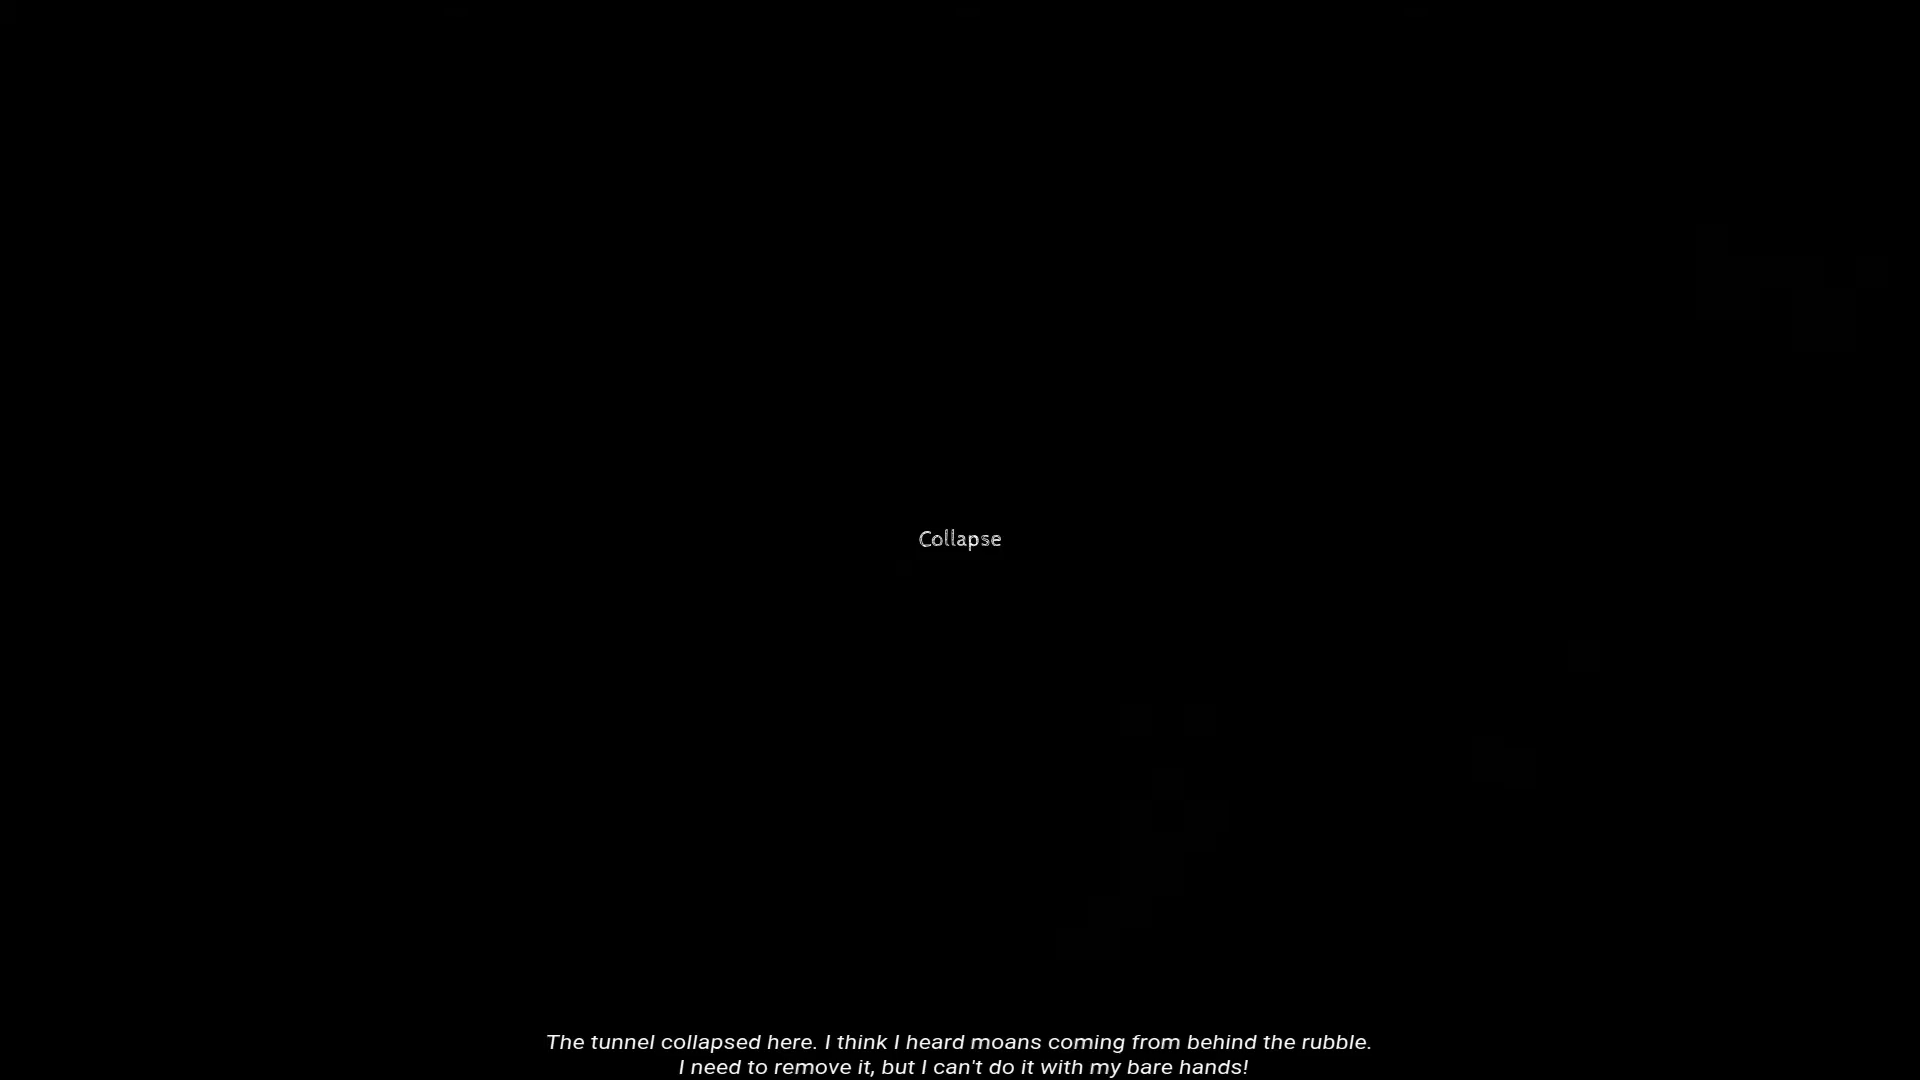 Collapse
The tunnel collapsed here. I think I heard moans coming from behind the rubble.
I need to remove it, but I can't do it with my bare hands!